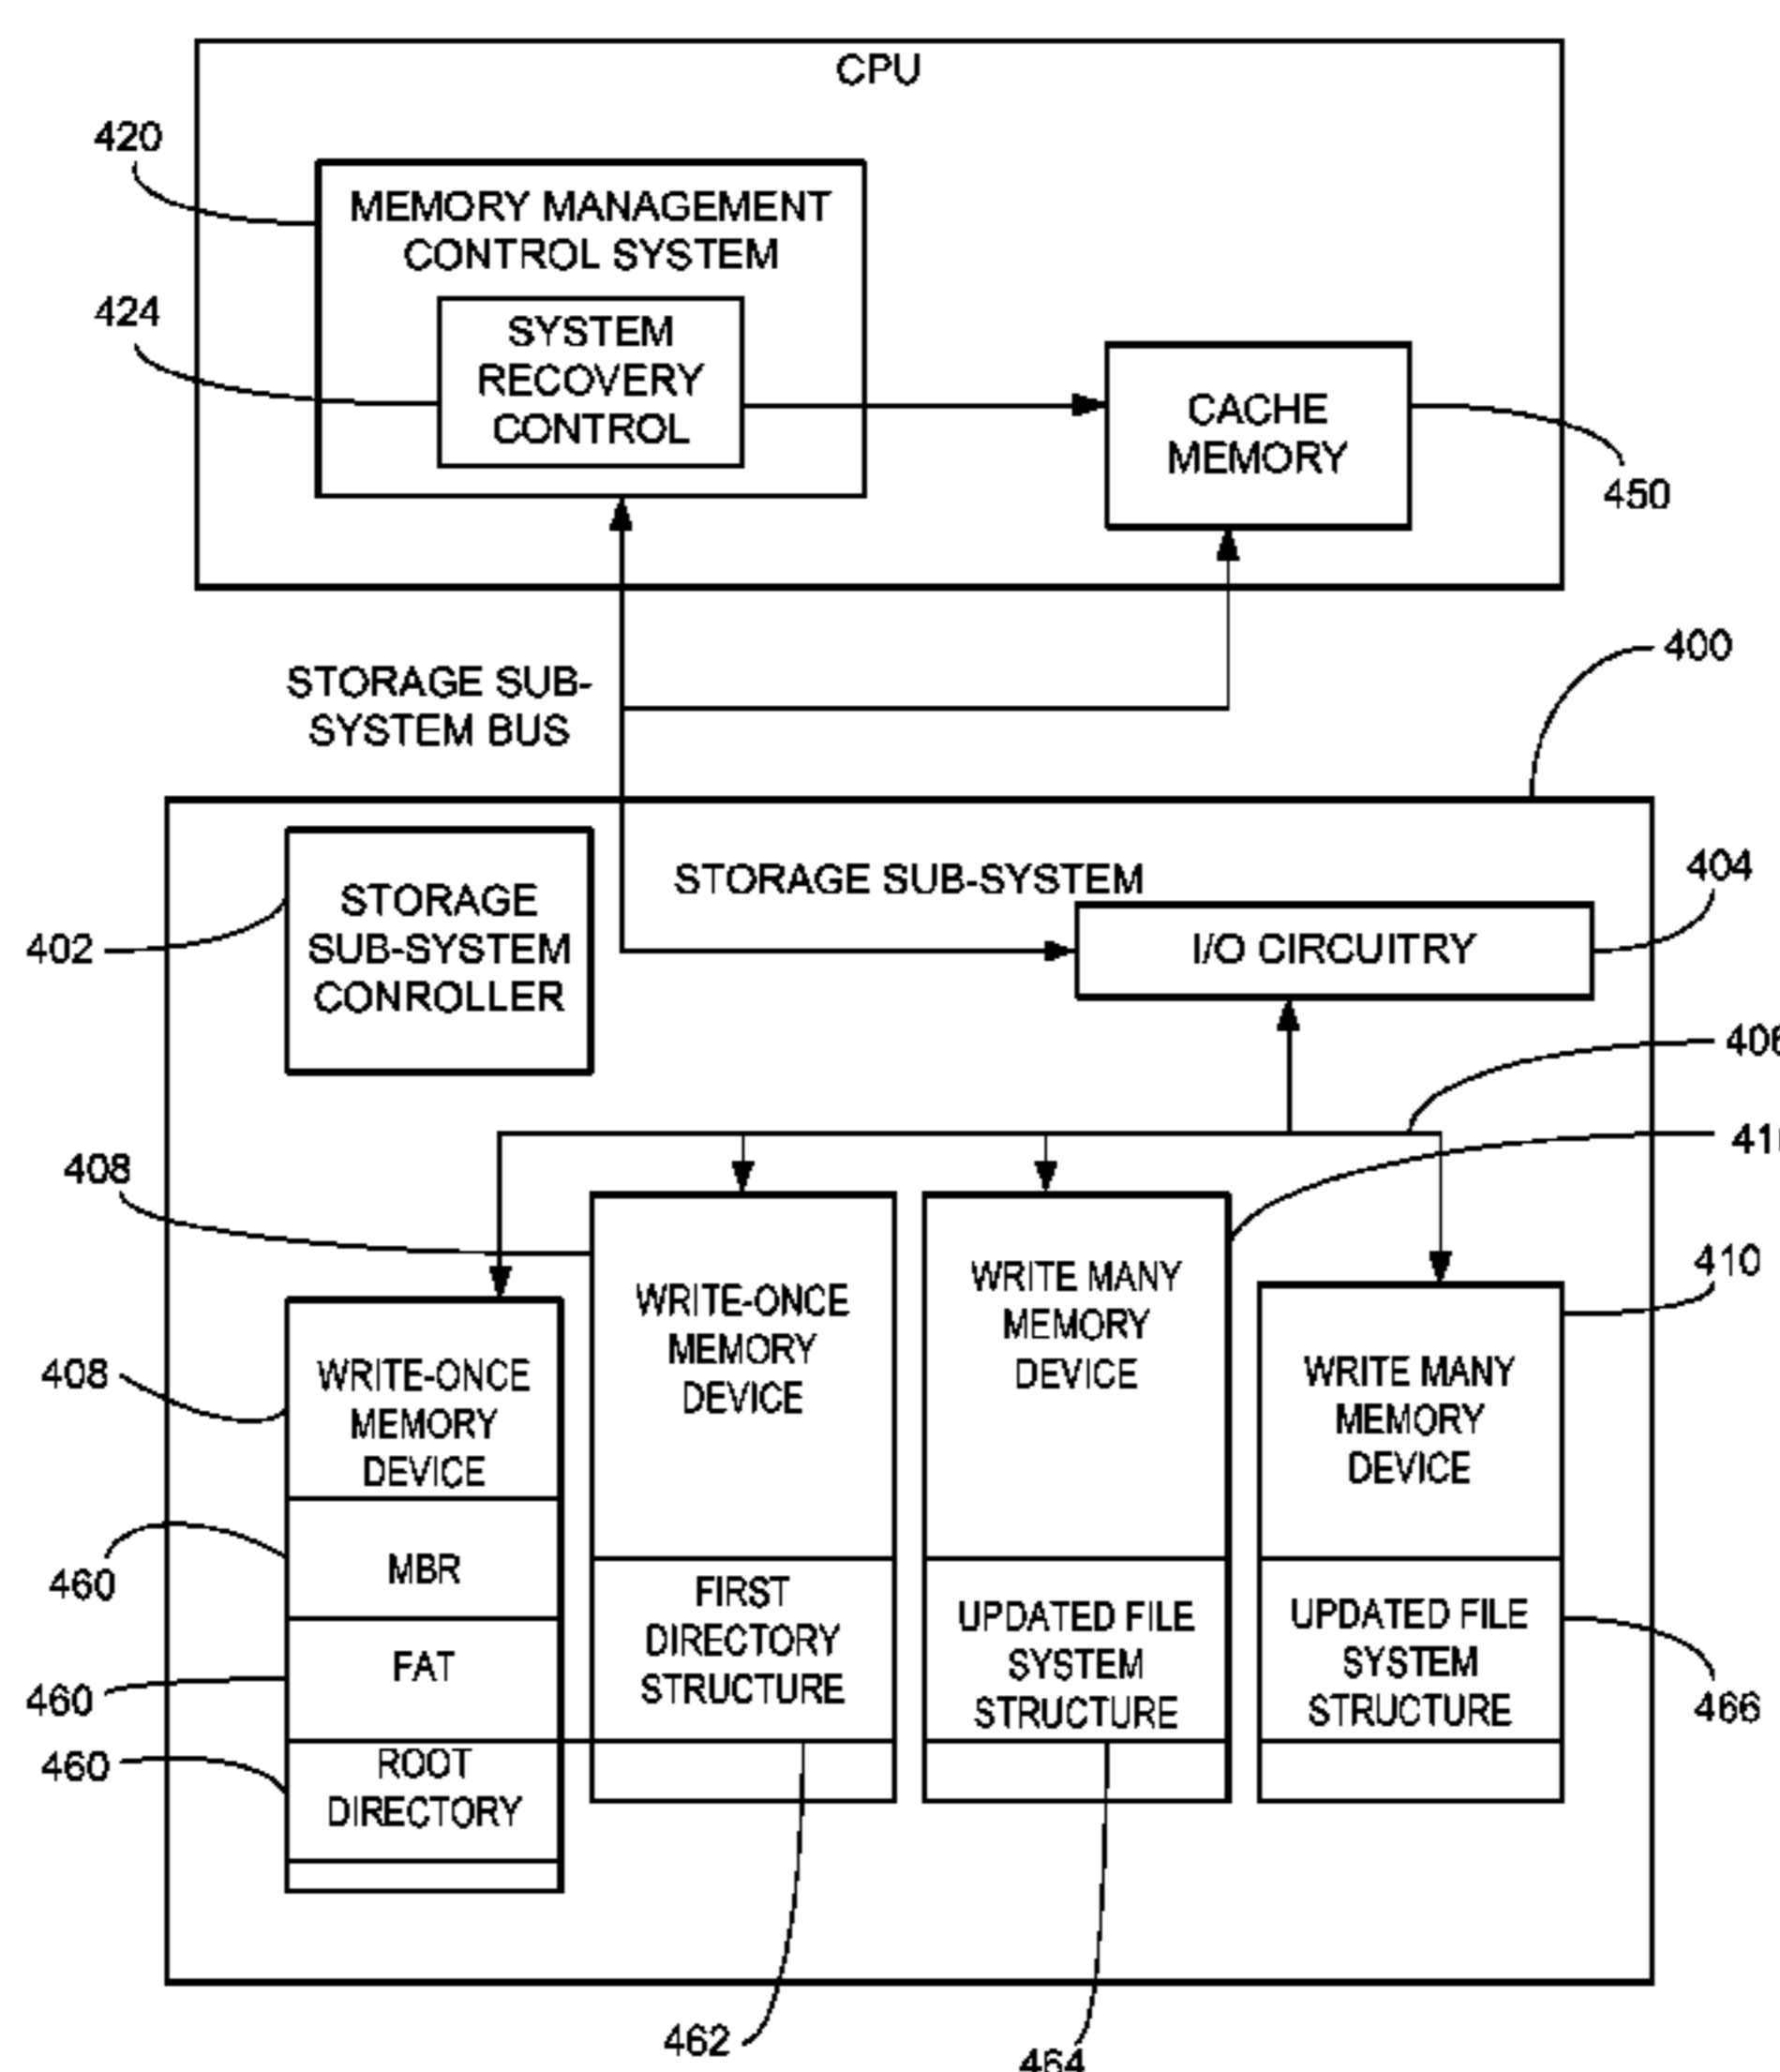 CPU
420
MEMORY MANAGEMENT
CONTROL SYSTEM
424
SYSTEM
RECOVERY
CONTROL
CACHE
MEMORY
450
STORAGE SUB-
SYSTEM BUS
400
STORAGE SUB-SYSTEM
404
402
STORAGE
SUB-SYSTEM
CONROLLER
I/O CIRCUITRY
406
408
WRITE-ONCE
MEMORY
DEVICE
WRITE MANY
MEMORY
DEVICE
410
408
WRITE-ONCE
MEMORY
DEVICE
WRITE MANY
MEMORY
DEVICE
460
MBR
FIRST
DIRECTORY
STRUCTURE
UPDATED FILE
SYSTEM
STRUCTURE
UPDATED FILE
SYSTEM
STRUCTURE
460
FAT
466
460
ROOT
DIRECTORY
462
464